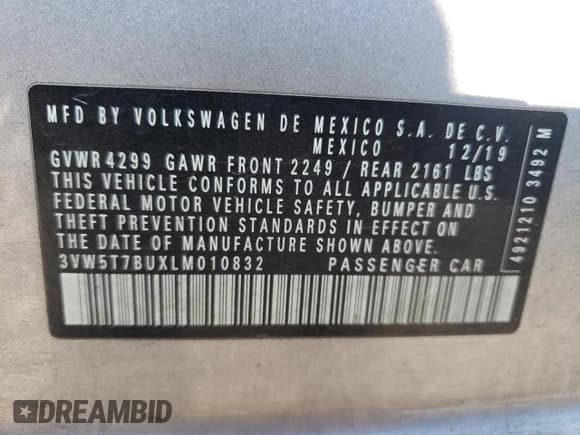 MFD BY VOLKSWAGEN DE MEXICO S.A. DE C.V.
MEXICO 12/19
GVWR 4299 GAWR FRONT 2249 / REAR 2161 LBS
THIS VEHICLE CONFORMS TO ALL APPLICABLE U.S.
FEDERAL MOTOR VEHICLE SAFETY, BUMPER AND
THEFT PREVENTION STANDARDS IN EFFECT ON
THE DATE OF MANUFACTURE SHOWN ABOVE.
3VW5T7BUXLM010832 PASSENGER CAR
4921210 3492 M
DREAMBID